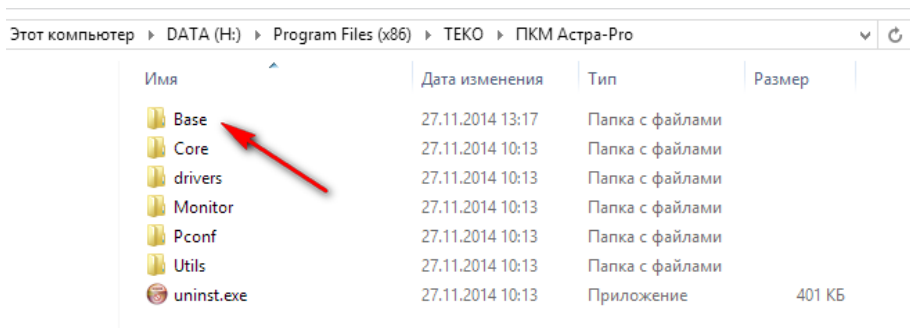 Этот компьютер ▸ DATA (H:) ▸ Program Files (x86) ▸ TEKO ▸ ПКМ Астра-Pro
Имя Дата изменения Тип Размер
Base 27.11.2014 13:17 Папка с файлами
Core 27.11.2014 10:13 Папка с файлами
drivers 27.11.2014 10:13 Папка с файлами
Monitor 27.11.2014 10:13 Папка с файлами
Pconf 27.11.2014 10:13 Папка с файлами
Utils 27.11.2014 10:13 Папка с файлами
uninst.exe 27.11.2014 10:13 Приложение 401 КБ